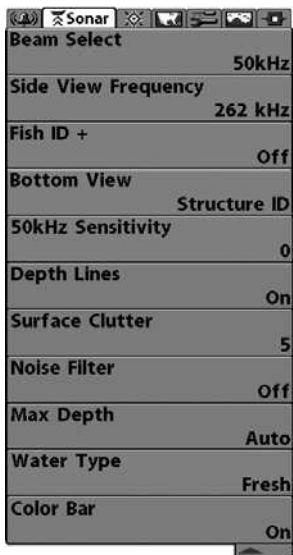 Sonar
Beam Select
50kHz
Side View Frequency
262 kHz
Fish ID +
Off
Bottom View
Structure ID
50kHz Sensitivity
0
Depth Lines
On
Surface Clutter
5
Noise Filter
Off
Max Depth
Auto
Water Type
Fresh
Color Bar
On